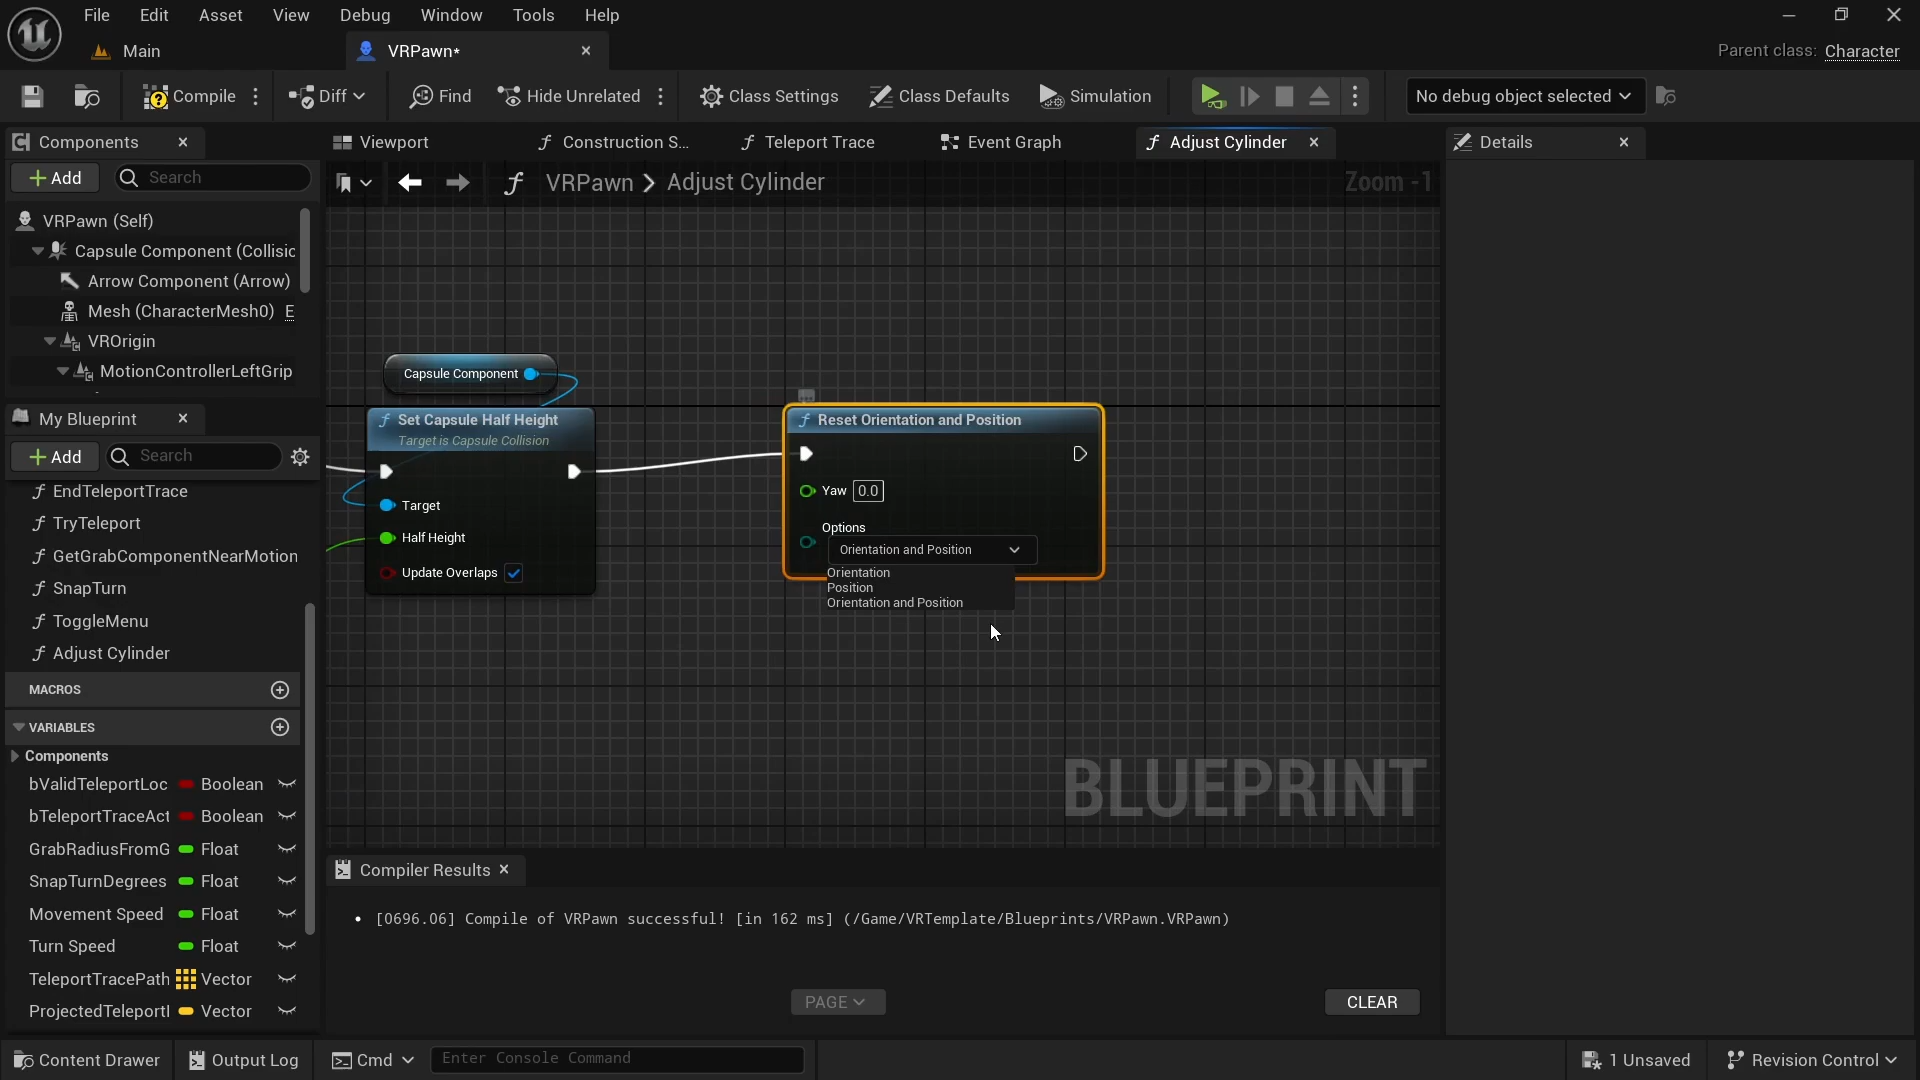 File Edit Asset View Debug Window Tools Help
Main
VRPawn*
Parent class: Character
Compile
Diff
Find
Hide Unrelated
Class Settings
Class Defaults
Simulation
No debug object selected
Components
Viewport
Construction S...
Teleport Trace
Event Graph
Adjust Cylinder
Details
+ Add
Search
VRPawn > Adjust Cylinder
Zoom -1
VRPawn (Self)
Capsule Component (Collisic
Arrow Component (Arrow)
Mesh (CharacterMesh0) E
VROrigin
MotionControllerLeftGrip
My Blueprint
+ Add
Search
EndTeleportTrace
TryTeleport
GetGrabComponentNearMotion
SnapTurn
ToggleMenu
Adjust Cylinder
MACROS
VARIABLES
Components
bValidTeleportLoc Boolean
bTeleportTraceAct Boolean
GrabRadiusFromG Float
SnapTurnDegrees Float
Movement Speed Float
Turn Speed Float
TeleportTracePath Vector
ProjectedTeleportl Vector
Capsule Component
Set Capsule Half Height
Target is Capsule Collision
Target
Half Height
Update Overlaps
Reset Orientation and Position
Yaw 0.0
Options
Orientation and Position
Orientation
Position
Orientation and Position
BLUEPRINT
Compiler Results
[0696.06] Compile of VRPawn successful! [in 162 ms] (/Game/VRTemplate/Blueprints/VRPawn.VRPawn)
PAGE
CLEAR
Content Drawer
Output Log
Cmd
Enter Console Command
1 Unsaved
Revision Control